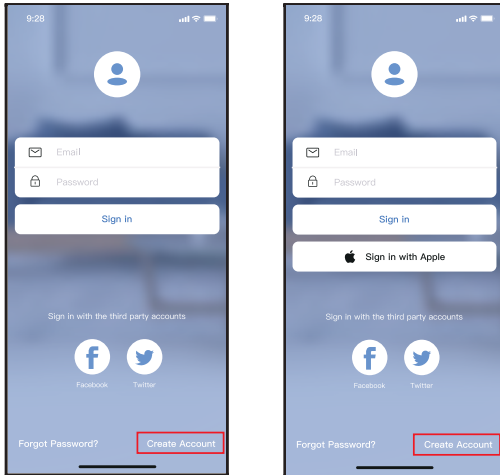 9:28
Email
Password
Sign in
Sign in with the third party accounts
Facebook Twitter
Forgot Password? Create Account
9:28
Email
Password
Sign in
Sign in with Apple
Sign in with the third party accounts
Facebook Twitter
Forgot Password? Create Account